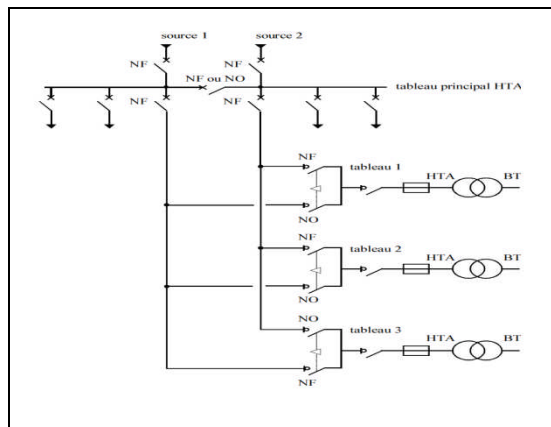 source 1 source 2
NF NF
NF ou NO
tableau principal HTA
NF NF
NF
tableau 1
HTA BT
NO
NF
tableau 2
HTA BT
NO
NO
tableau 3
HTA BT
NF